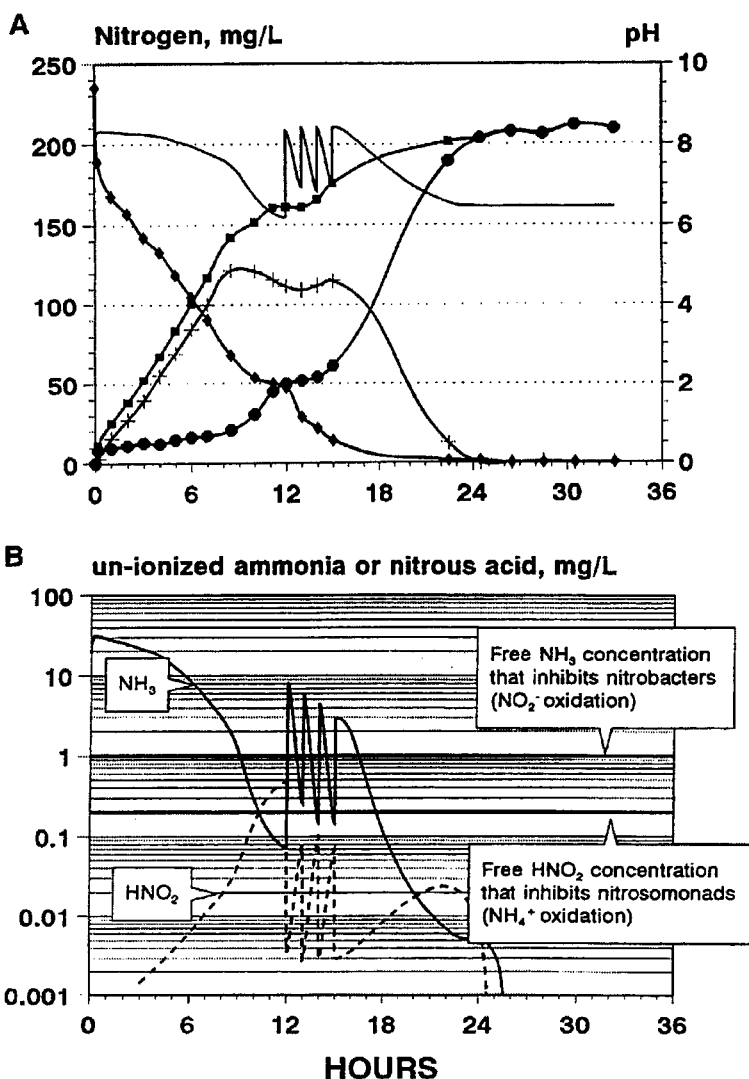 A
Nitrogen, mg/L pH
250 10
200 8
150 6
100 4
50 2
0 0
0 6 12 18 24 30 36
B
un-ionized ammonia or nitrous acid, mg/L
100
10
1
0.1
0.01
0.001
NH₃
Free NH₃ concentration
that inhibits nitrobacters
(NO₂⁻ oxidation)
HNO₂
Free HNO₂ concentration
that inhibits nitrosomonads
(NH₄⁺ oxidation)
0 6 12 18 24 30 36
HOURS